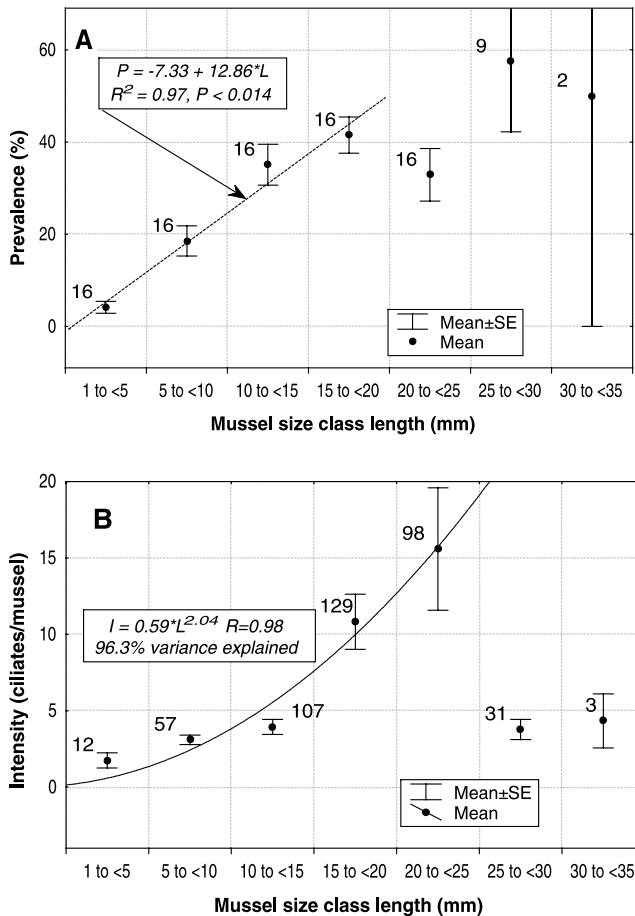 A
P = -7.33 + 12.86*L
R² = 0.97, P < 0.014
60
40
20
0
Prevalence (%)
16
16
16
16
16
9
2
Mean±SE
Mean
1 to <5 5 to <10 10 to <15 15 to <20 20 to <25 25 to <30 30 to <35
Mussel size class length (mm)
B
I = 0.59*L^2.04 R=0.98
96.3% variance explained
20
15
10
5
0
Intensity (ciliates/mussel)
12
57
107
129
98
31
3
Mean±SE
Mean
1 to <5 5 to <10 10 to <15 15 to <20 20 to <25 25 to <30 30 to <35
Mussel size class length (mm)